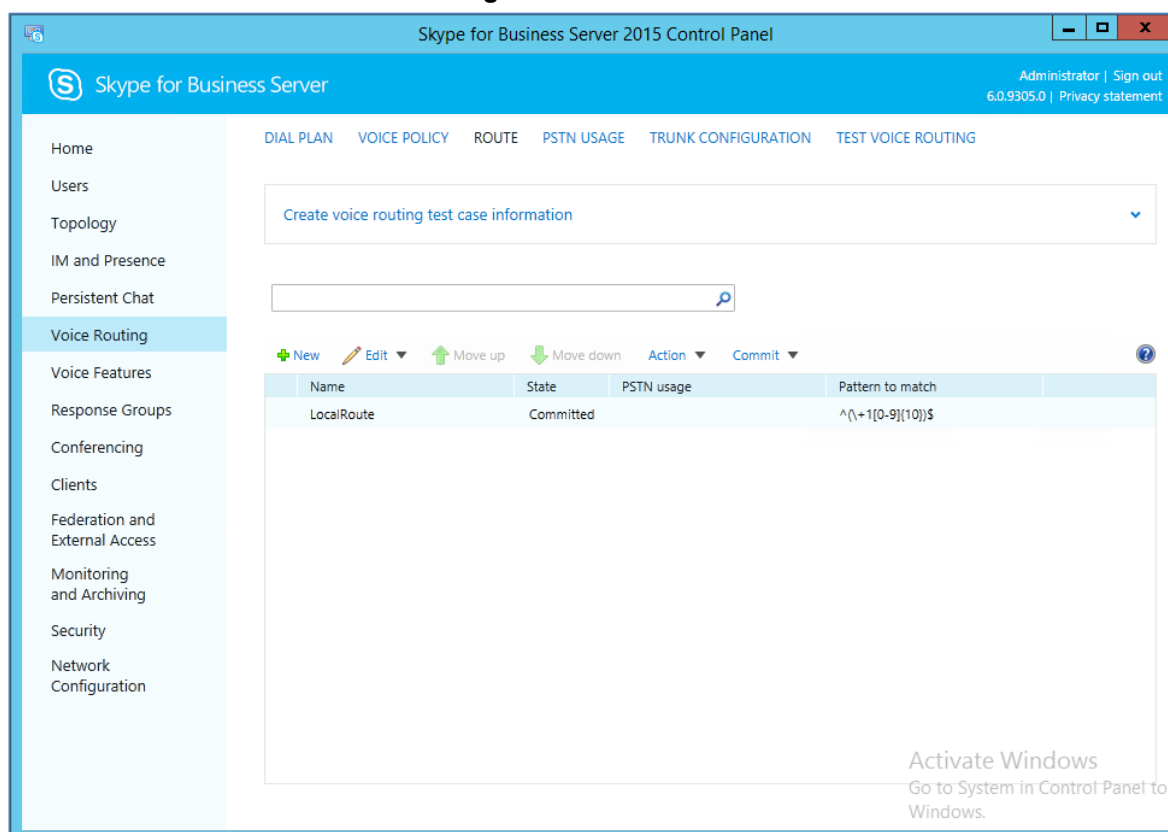 Skype for Business Server 2015 Control Panel
Skype for Business Server
Administrator | Sign out
6.0.9305.0 | Privacy statement
Home
Users
Topology
IM and Presence
Persistent Chat
Voice Routing
Voice Features
Response Groups
Conferencing
Clients
Federation and
External Access
Monitoring
and Archiving
Security
Network
Configuration
DIAL PLAN VOICE POLICY ROUTE PSTN USAGE TRUNK CONFIGURATION TEST VOICE ROUTING
Create voice routing test case information
New Edit Move up Move down Action Commit
Name State PSTN usage Pattern to match
LocalRoute Committed ^(\+1[0-9]{10})$
Activate Windows
Go to System in Control Panel to
Windows.